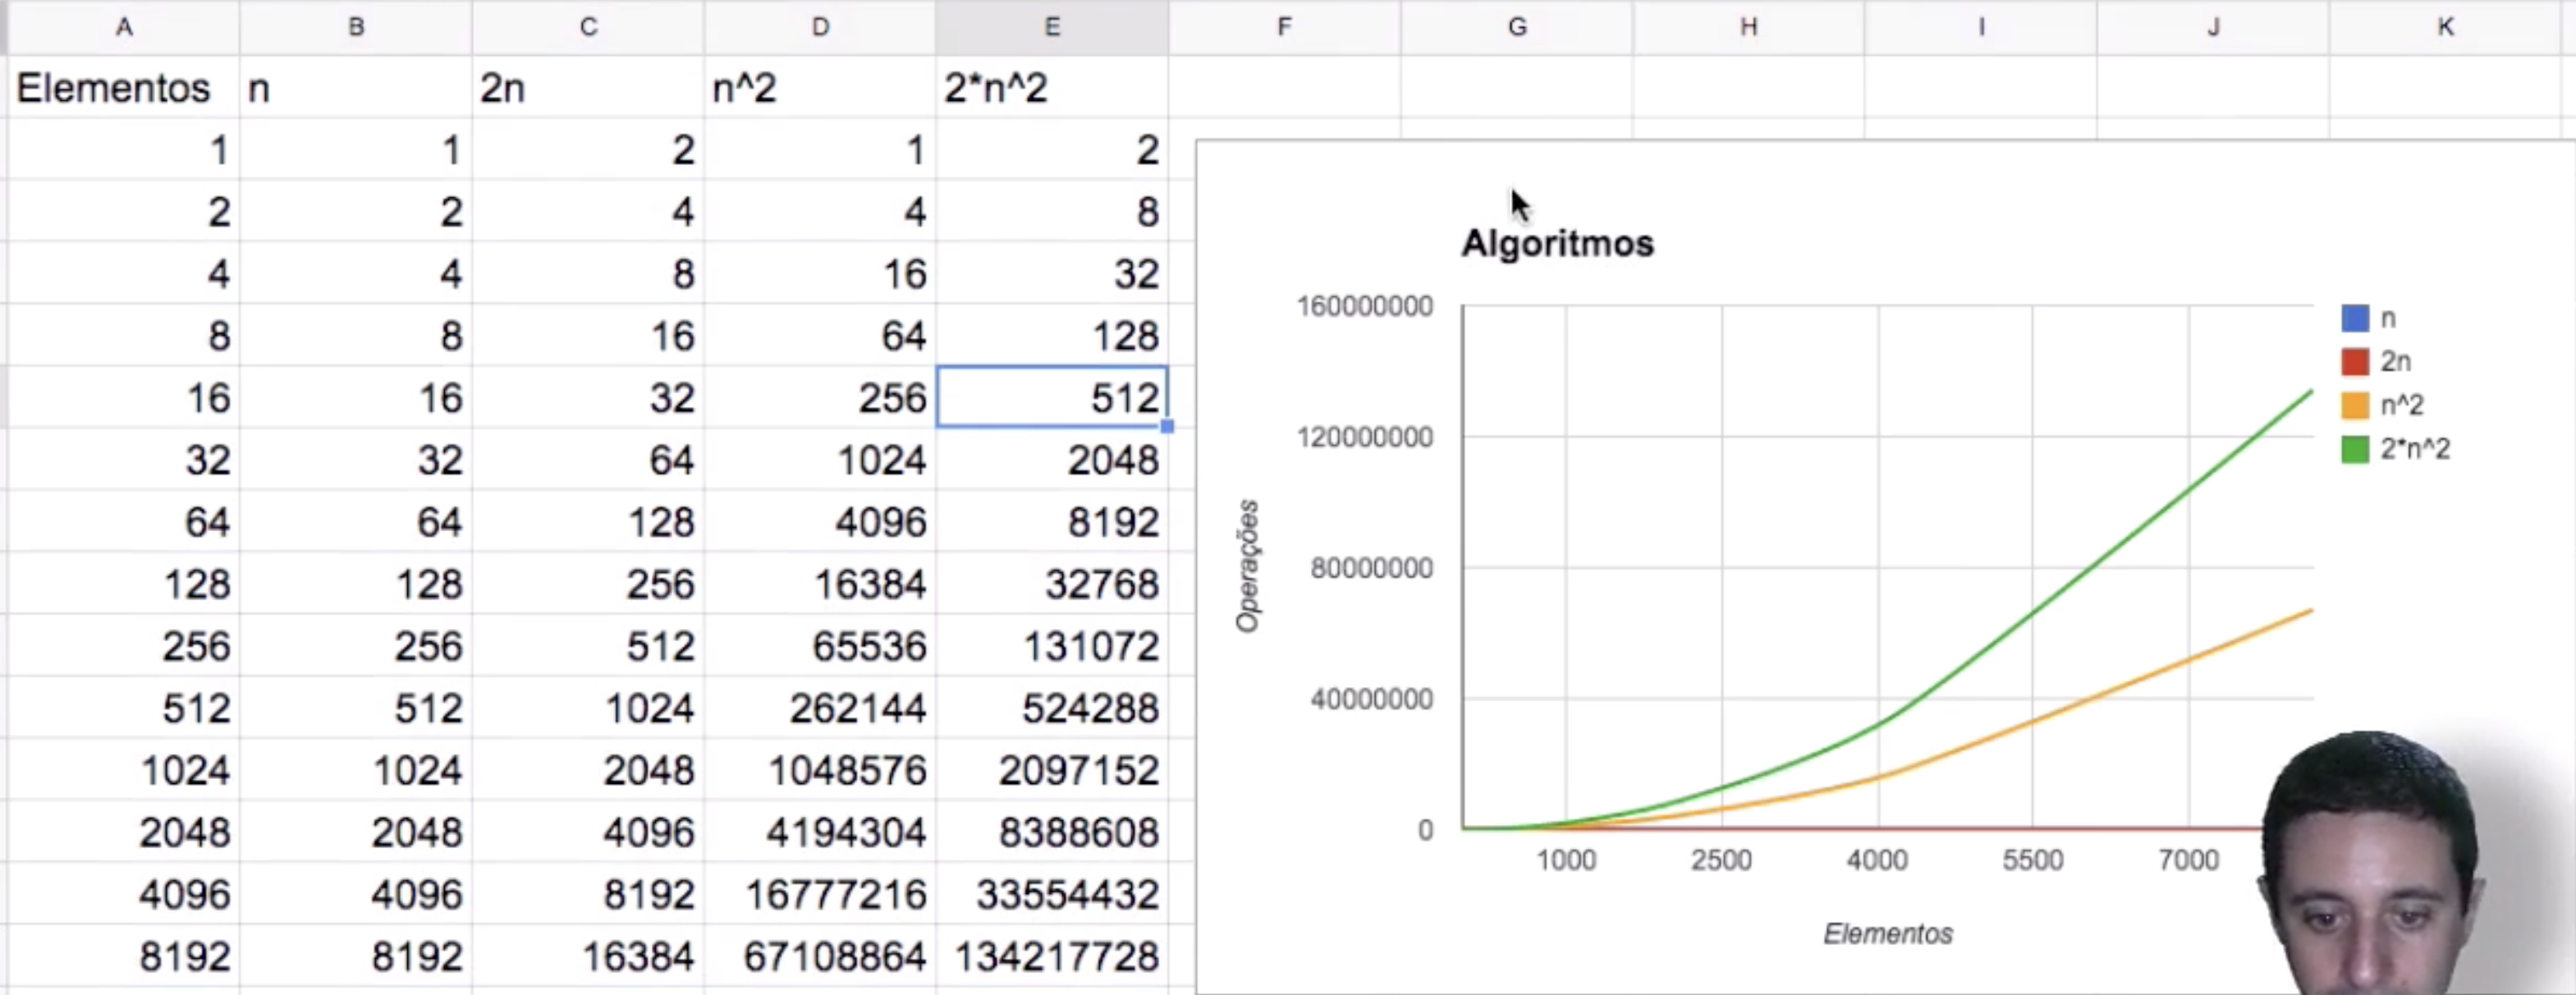 A B C D E F G H I J K
Elementos n 2n n^2 2*n^2
1 1 2 1 2
2 2 4 4 8
4 4 8 16 32
8 8 16 64 128
16 16 32 256 512
32 32 64 1024 2048
64 64 128 4096 8192
128 128 256 16384 32768
256 256 512 65536 131072
512 512 1024 262144 524288
1024 1024 2048 1048576 2097152
2048 2048 4096 4194304 8388608
4096 4096 8192 16777216 33554432
8192 8192 16384 67108864 134217728
Algoritmos
160000000
120000000
80000000
40000000
0
Operações
1000 2500 4000 5500 7000
Elementos
n
2n
n^2
2*n^2